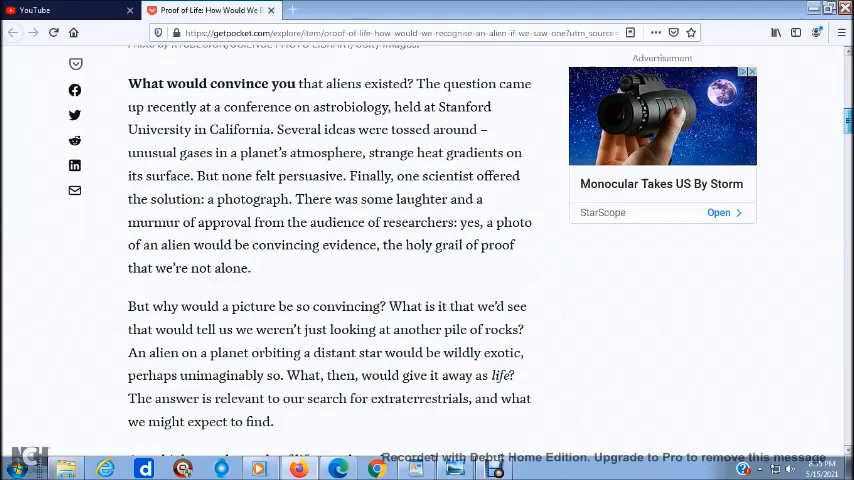 YouTube
Proof of Life: How Would We R
https://getpocket.com/explore/item/proof-of-life-how-would-we-recognise-an-alien-if-we-saw-one?utm_source=
What would convince you that aliens existed? The question came
up recently at a conference on astrobiology, held at Stanford
University in California. Several ideas were tossed around –
unusual gases in a planet's atmosphere, strange heat gradients on
its surface. But none felt persuasive. Finally, one scientist offered
the solution: a photograph. There was some laughter and a
murmur of approval from the audience of researchers: yes, a photo
of an alien would be convincing evidence, the holy grail of proof
that we're not alone.
But why would a picture be so convincing? What is it that we'd see
that would tell us we weren't just looking at another pile of rocks?
An alien on a planet orbiting a distant star would be wildly exotic,
perhaps unimaginably so. What, then, would give it away as life?
The answer is relevant to our search for extraterrestrials, and what
we might expect to find.
Advertisement
Monocular Takes US By Storm
StarScope
Open
NCH
Recorded with Debut Home Edition. Upgrade to Pro to remove this message
5/15/2021